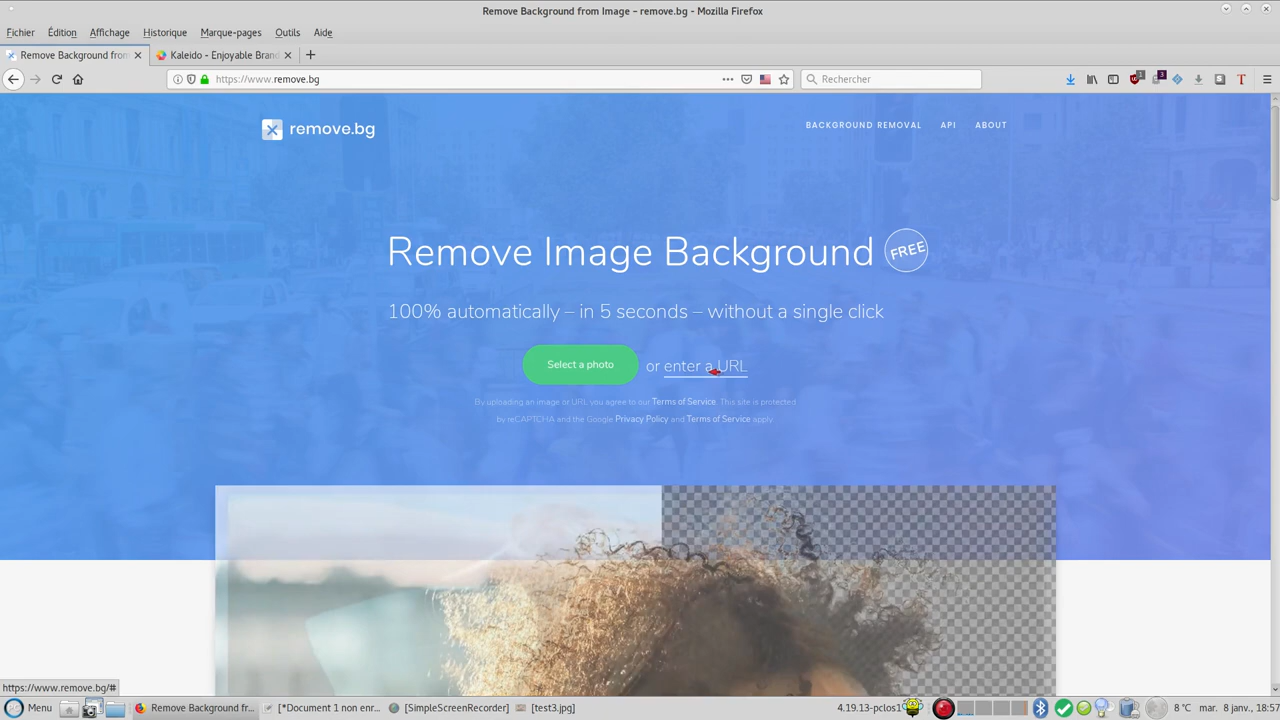 Remove Background from Image – remove.bg - Mozilla Firefox
Fichier Édition Affichage Historique Marque-pages Outils Aide
Remove Background from Kaleido - Enjoyable Brand
https://www.remove.bg Rechercher
1 3
remove.bg BACKGROUND REMOVAL API ABOUT
Remove Image Background FREE
100% automatically – in 5 seconds – without a single click
Select a photo or enter a URL
By uploading an image or URL you agree to our Terms of Service. This site is protected
by reCAPTCHA and the Google Privacy Policy and Terms of Service apply.
https://www.remove.bg/#
Menu Remove Background fr... [*Document 1 non enr... [SimpleScreenRecorder] [test3.jpg] 4.19.13-pclos1 8 °C mar. 8 janv., 18:57